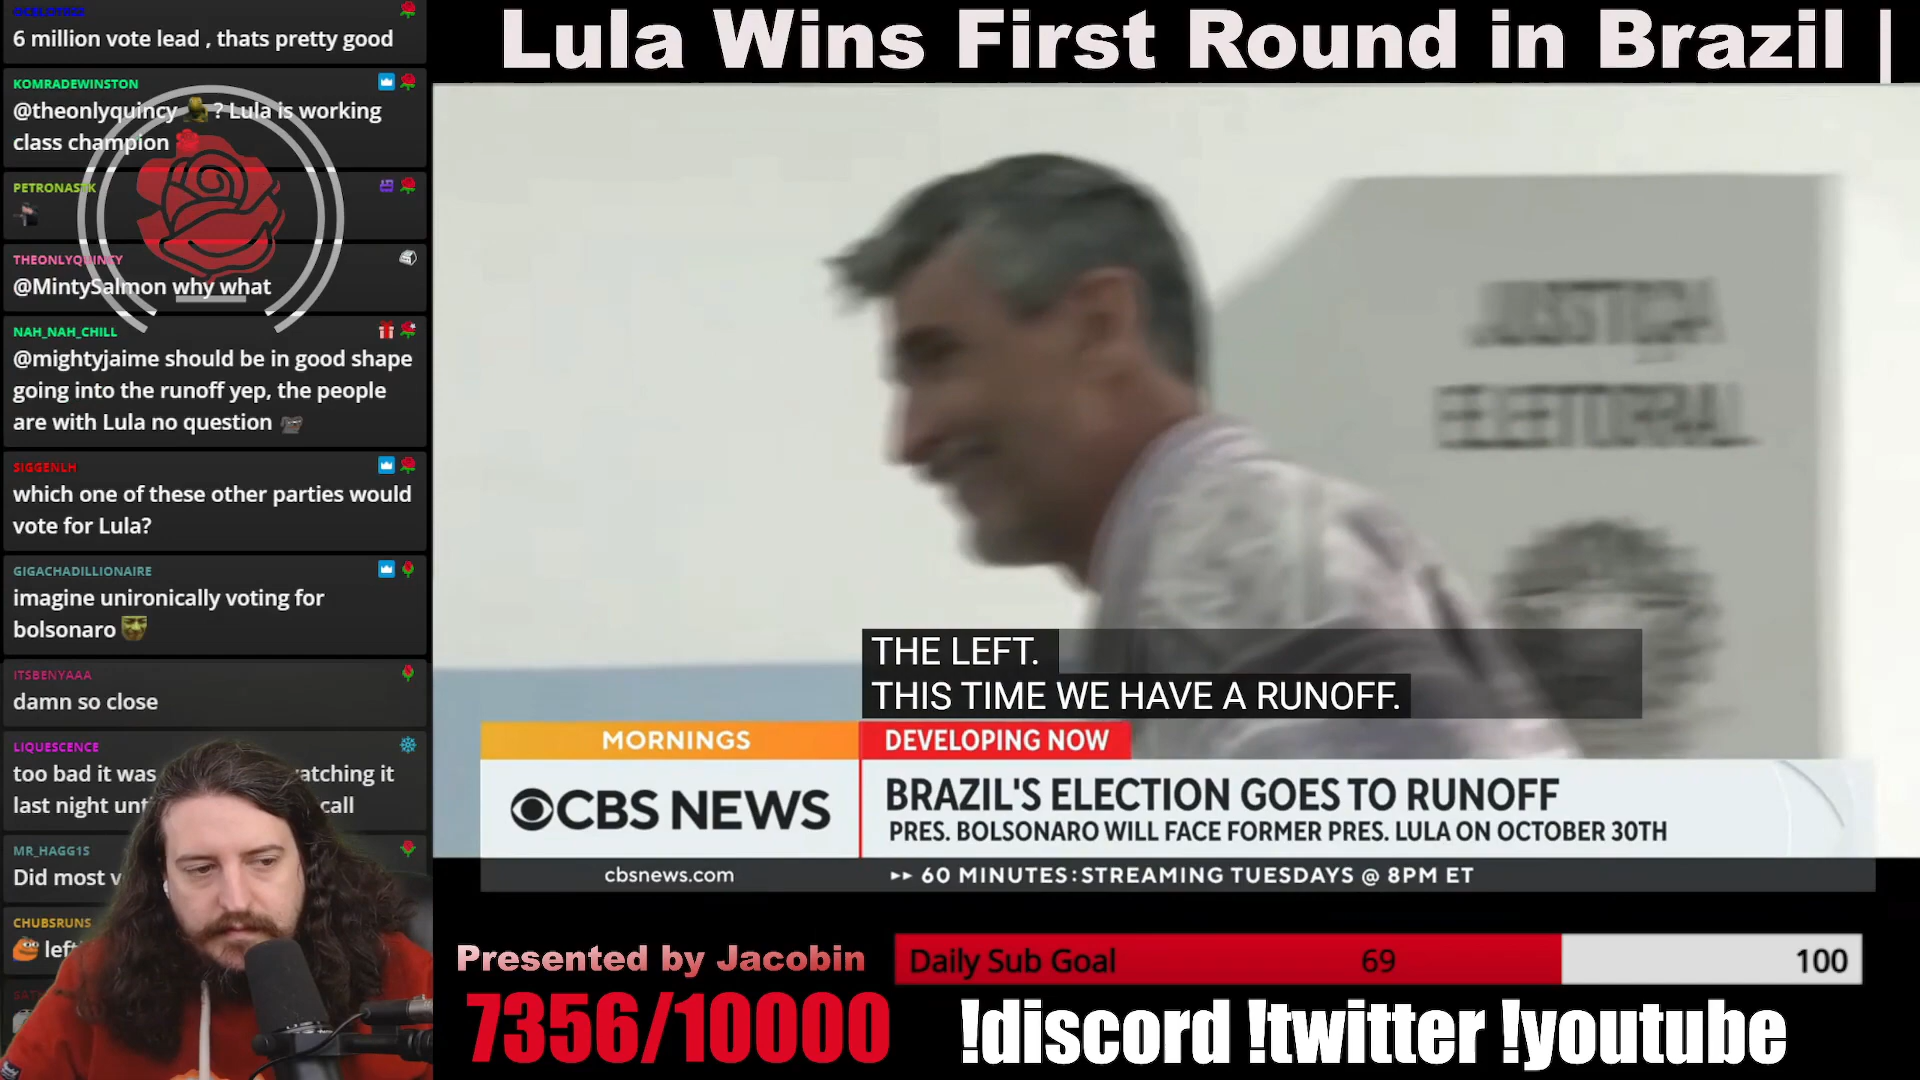 Lula Wins First Round in Brazil |
6 million vote lead , thats pretty good
KOMRADEWINSTON
@theonlyquincy ? Lula is working
class champion
PETRONASTK
THEONLYQUINCY
@MintySalmon why what
NAH_NAH_CHILL
@mightyjaime should be in good shape
going into the runoff yep, the people
are with Lula no question
SIGGENLH
which one of these other parties would
vote for Lula?
GIGACHADILLIONAIRE
imagine unironically voting for
bolsonaro
ITSBENYAAA
damn so close
LIQUESCENCE
too bad it was atching it
last night unt call
MR_HAGG1S
Did most v
CHUBSRUNS
left
JUSTIÇA
ELEITORAL
THE LEFT.
THIS TIME WE HAVE A RUNOFF.
MORNINGS
DEVELOPING NOW
CBS NEWS
BRAZIL'S ELECTION GOES TO RUNOFF
PRES. BOLSONARO WILL FACE FORMER PRES. LULA ON OCTOBER 30TH
cbsnews.com
60 MINUTES: STREAMING TUESDAYS @ 8PM ET
Presented by Jacobin
Daily Sub Goal 69 100
7356/10000
!discord !twitter !youtube